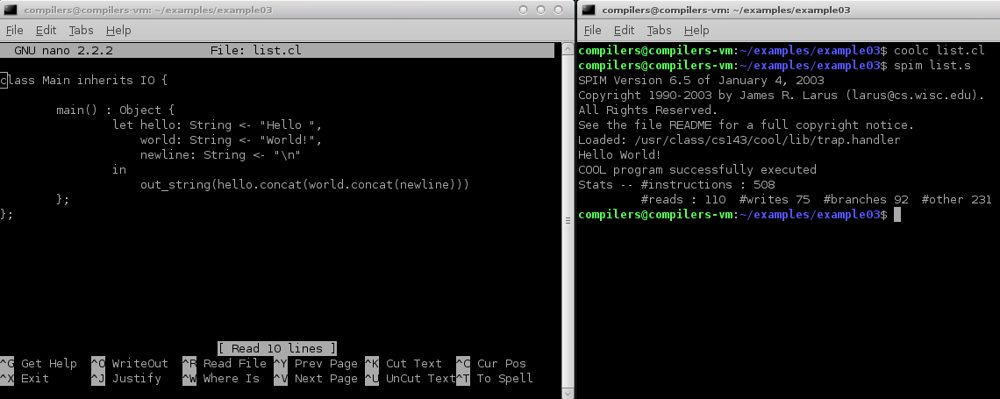 compilers@compilers-vm: ~/examples/example03
File Edit Tabs Help
GNU nano 2.2.2 File: list.cl
class Main inherits IO {
main() : Object {
let hello: String <- "Hello ",
world: String <- "World!",
newline: String <- "\n"
in
out_string(hello.concat(world.concat(newline)))
};
};
[ Read 10 lines ]
^G Get Help ^O WriteOut ^R Read File ^Y Prev Page ^K Cut Text ^C Cur Pos
^X Exit ^J Justify ^W Where Is ^V Next Page ^U UnCut Text ^T To Spell
compilers@compilers-vm: ~/examples/example03
File Edit Tabs Help
compilers@compilers-vm:~/examples/example03$ coolc list.cl
compilers@compilers-vm:~/examples/example03$ spim list.s
SPIM Version 6.5 of January 4, 2003
Copyright 1990-2003 by James R. Larus (larus@cs.wisc.edu).
All Rights Reserved.
See the file README for a full copyright notice.
Loaded: /usr/class/cs143/cool/lib/trap.handler
Hello World!
COOL program successfully executed
Stats -- #instructions : 508
#reads : 110 #writes 75 #branches 92 #other 231
compilers@compilers-vm:~/examples/example03$